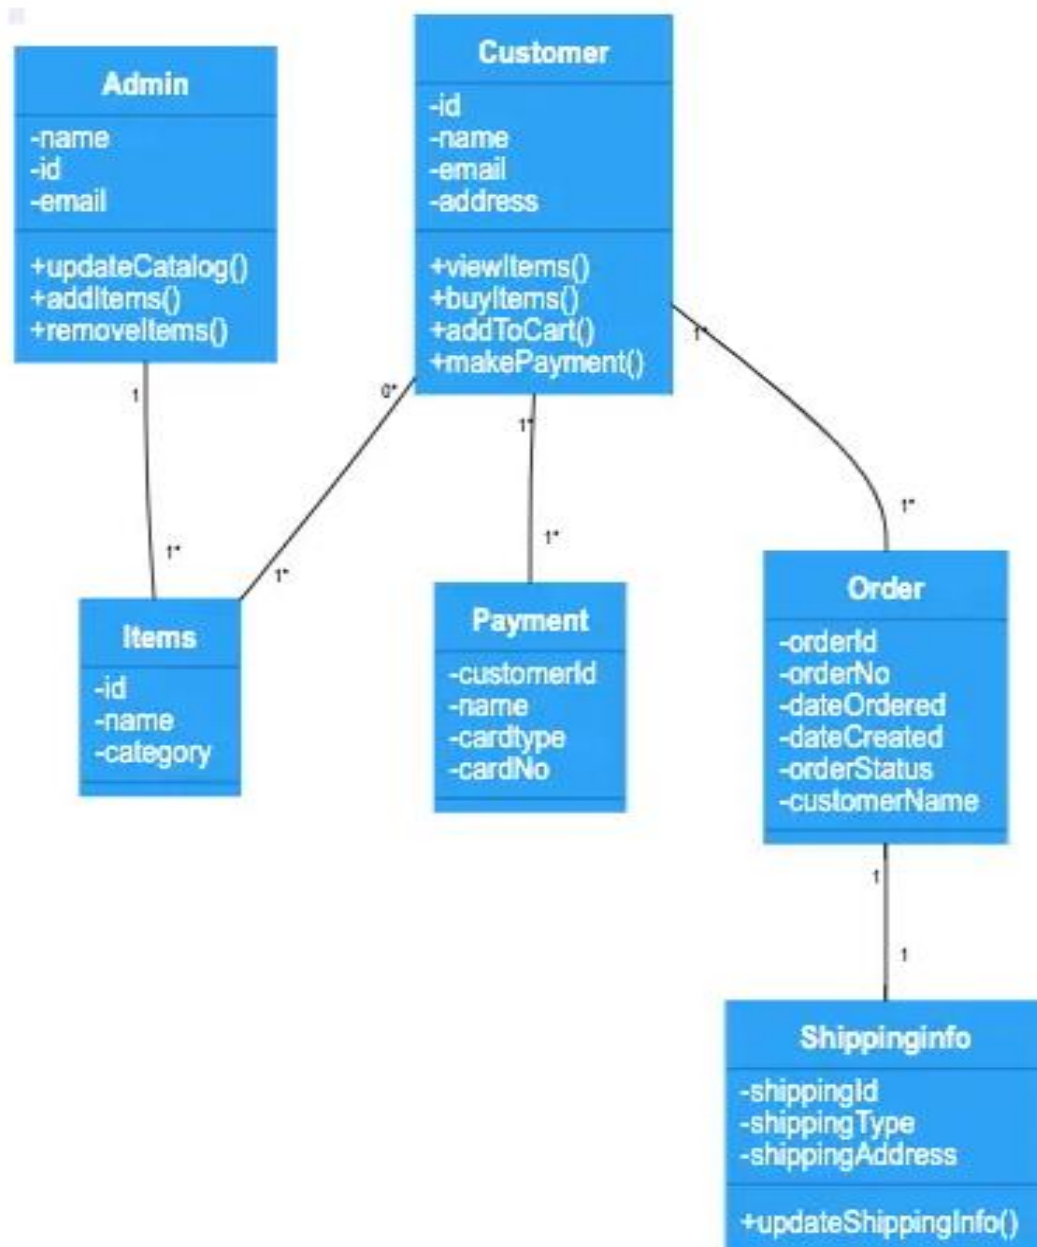 Admin
-name
-id
-email
+updateCatalog()
+addItems()
+removeItems()
Customer
-id
-name
-email
-address
+viewItems()
+buyItems()
+addToCart()
+makePayment()
1
0*
1*
1*
1*
1*
1*
1*
Items
-id
-name
-category
Payment
-customerId
-name
-cardtype
-cardNo
Order
-orderId
-orderNo
-dateOrdered
-dateCreated
-orderStatus
-customerName
1
1
Shippinginfo
-shippingId
-shippingType
-shippingAddress
+updateShippingInfo()